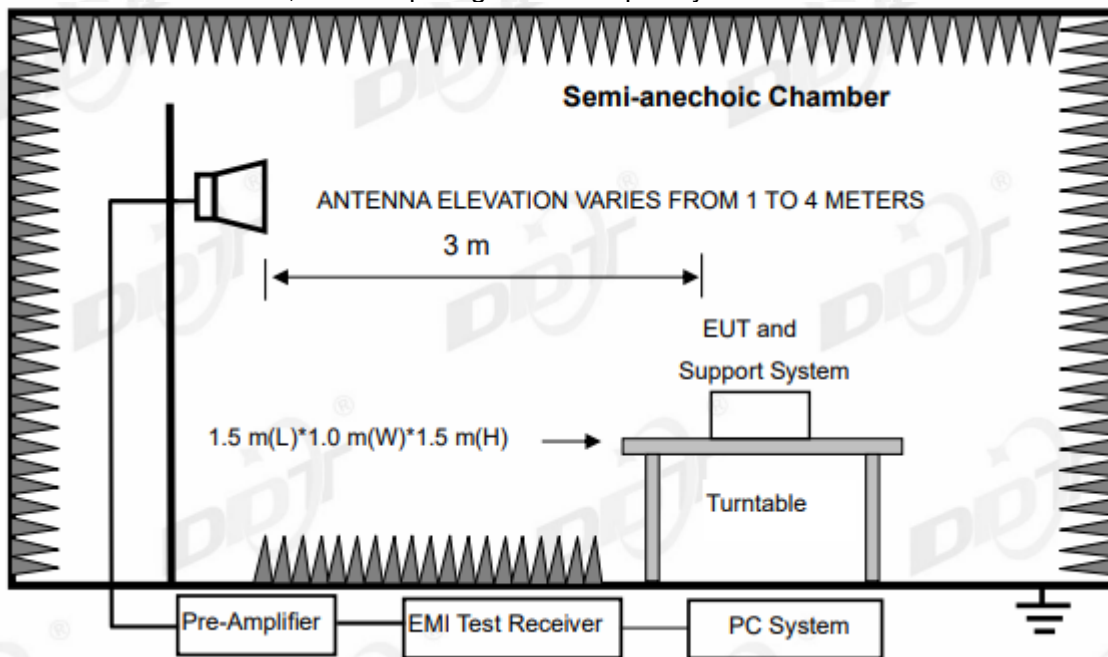 Semi-anechoic Chamber
ANTENNA ELEVATION VARIES FROM 1 TO 4 METERS
3 m
EUT and
Support System
1.5 m(L)*1.0 m(W)*1.5 m(H)
Turntable
Pre-Amplifier
EMI Test Receiver
PC System
DDT
®